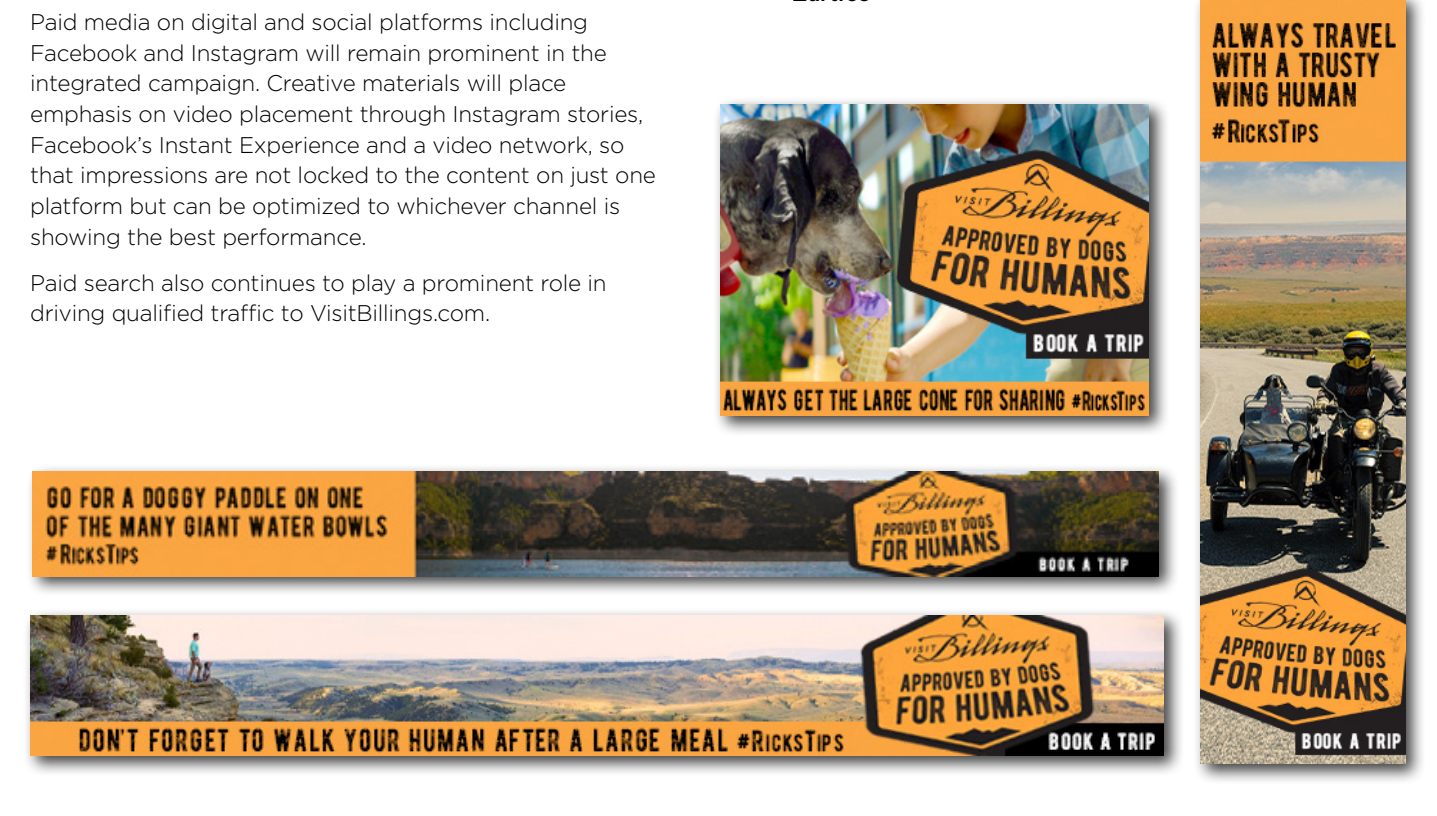 Paid media on digital and social platforms including
Facebook and Instagram will remain prominent in the
integrated campaign. Creative materials will place
emphasis on video placement through Instagram stories,
Facebook’s Instant Experience and a video network, so
that impressions are not locked to the content on just one
platform but can be optimized to whichever channel is
showing the best performance.
Paid search also continues to play a prominent role in
driving qualified traffic to VisitBillings.com.
VISIT Billings
APPROVED BY DOGS
FOR HUMANS
BOOK A TRIP
ALWAYS GET THE LARGE CONE FOR SHARING #RICKSTIPS
ALWAYS TRAVEL
WITH A TRUSTY
WING HUMAN
#RICKSTIPS
VISIT Billings
APPROVED BY DOGS
FOR HUMANS
BOOK A TRIP
GO FOR A DOGGY PADDLE ON ONE
OF THE MANY GIANT WATER BOWLS
#RICKSTIPS
VISIT Billings
APPROVED BY DOGS
FOR HUMANS
BOOK A TRIP
VISIT Billings
APPROVED BY DOGS
FOR HUMANS
DON'T FORGET TO WALK YOUR HUMAN AFTER A LARGE MEAL #RICKSTIPS
BOOK A TRIP